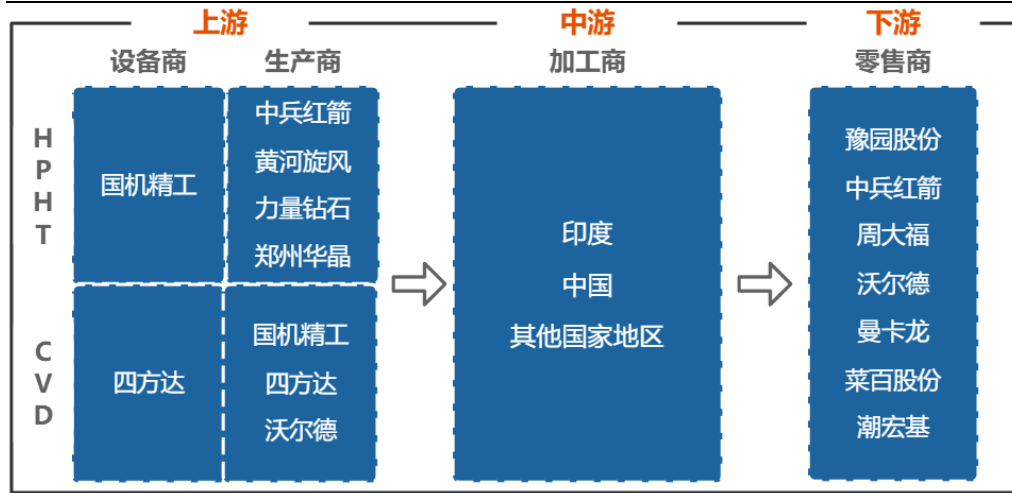 上游 中游 下游
设备商 生产商 加工商 零售商
HPHT
国机精工
中兵红箭
黄河旋风
力量钻石
郑州华晶
CVD
四方达
国机精工
四方达
沃尔德
印度
中国
其他国家地区
豫园股份
中兵红箭
周大福
沃尔德
曼卡龙
菜百股份
潮宏基